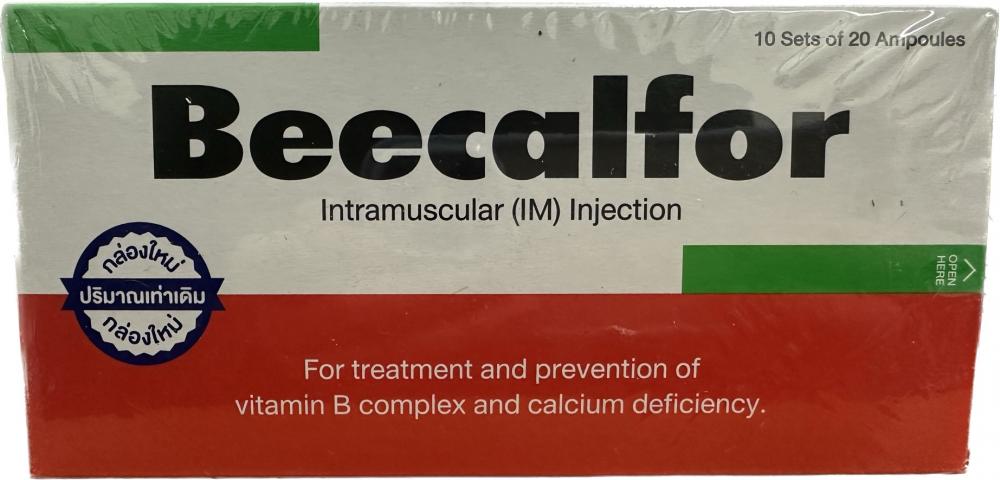 10 Sets of 20 Ampoules
Beecalfor
Intramuscular (IM) Injection
กล่องใหม่
ปริมาณเท่าเดิม
กล่องใหม่
OPEN
HERE
For treatment and prevention of
vitamin B complex and calcium deficiency.